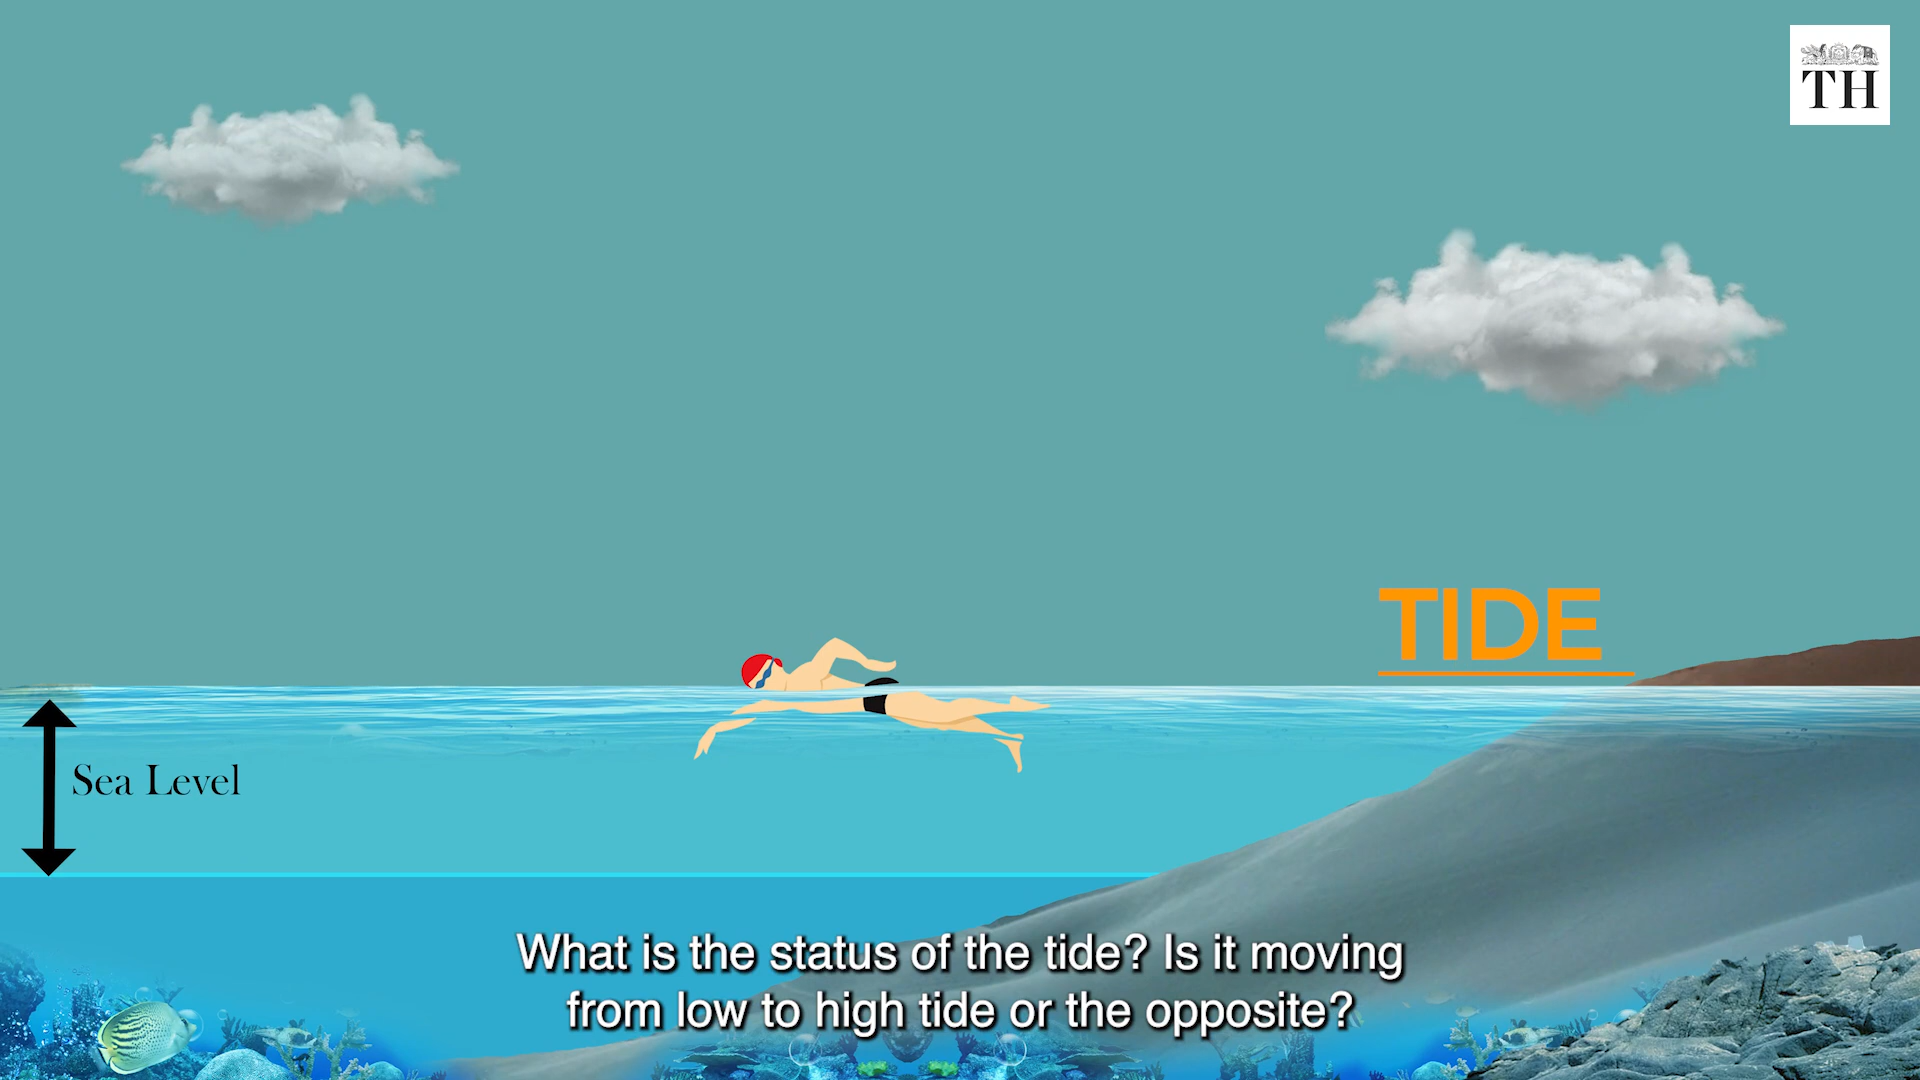 TH
TIDE
Sea Level
What is the status of the tide? Is it moving
from low to high tide or the opposite?